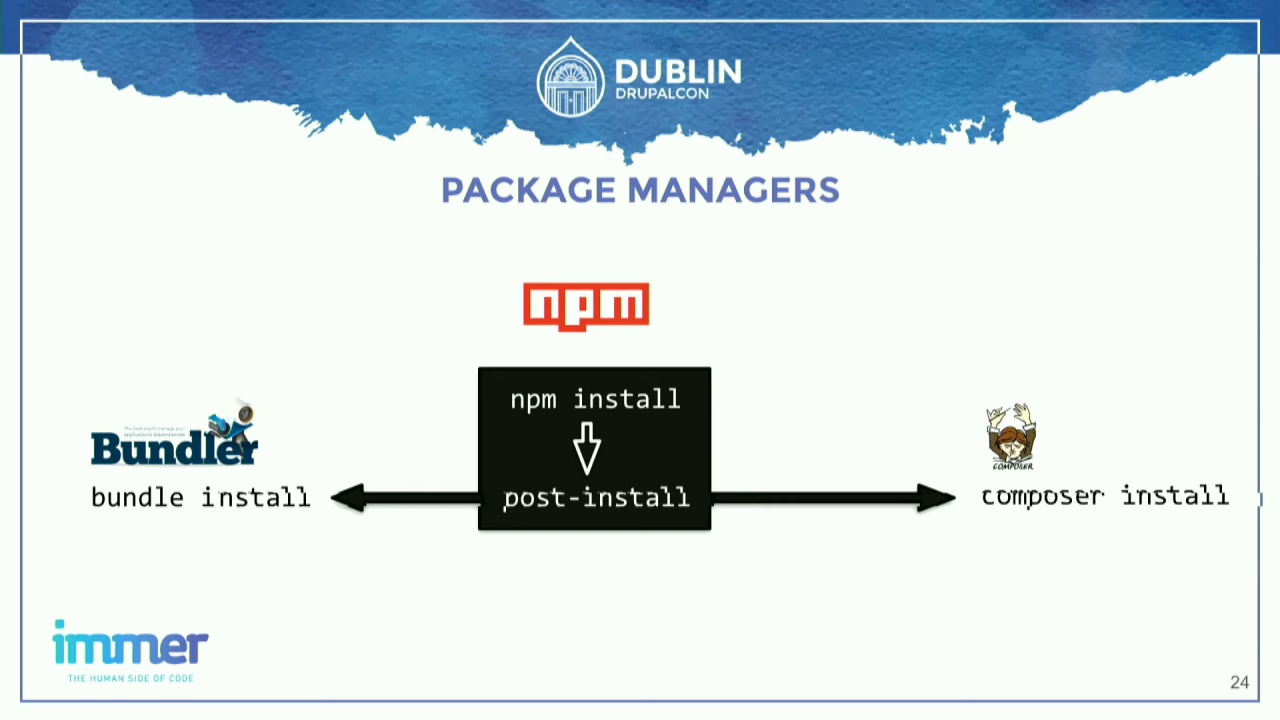 DUBLIN
DRUPALCON
PACKAGE MANAGERS
npm
npm install
post-install
Bundler
bundle install
COMPOSER
composer install
immer
THE HUMAN SIDE OF CODE
24